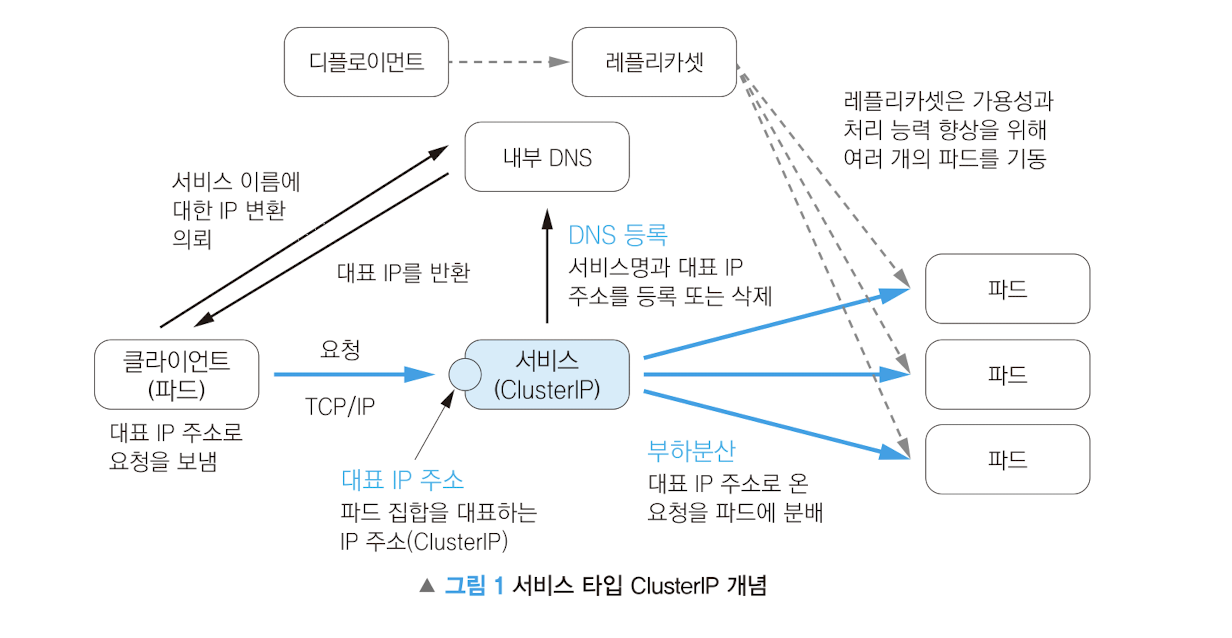 디플로이먼트
레플리카셋
레플리카셋은 가용성과
처리 능력 향상을 위해
여러 개의 파드를 기동
내부 DNS
서비스 이름에
대한 IP 변환
의뢰
대표 IP를 반환
DNS 등록
서비스명과 대표 IP
주소를 등록 또는 삭제
파드
클라이언트
(파드)
요청
TCP/IP
서비스
(ClusterIP)
파드
대표 IP 주소로
요청을 보냄
파드
대표 IP 주소
파드 집합을 대표하는
IP 주소(ClusterIP)
부하분산
대표 IP 주소로 온
요청을 파드에 분배
▲ 그림 1 서비스 타입 ClusterIP 개념